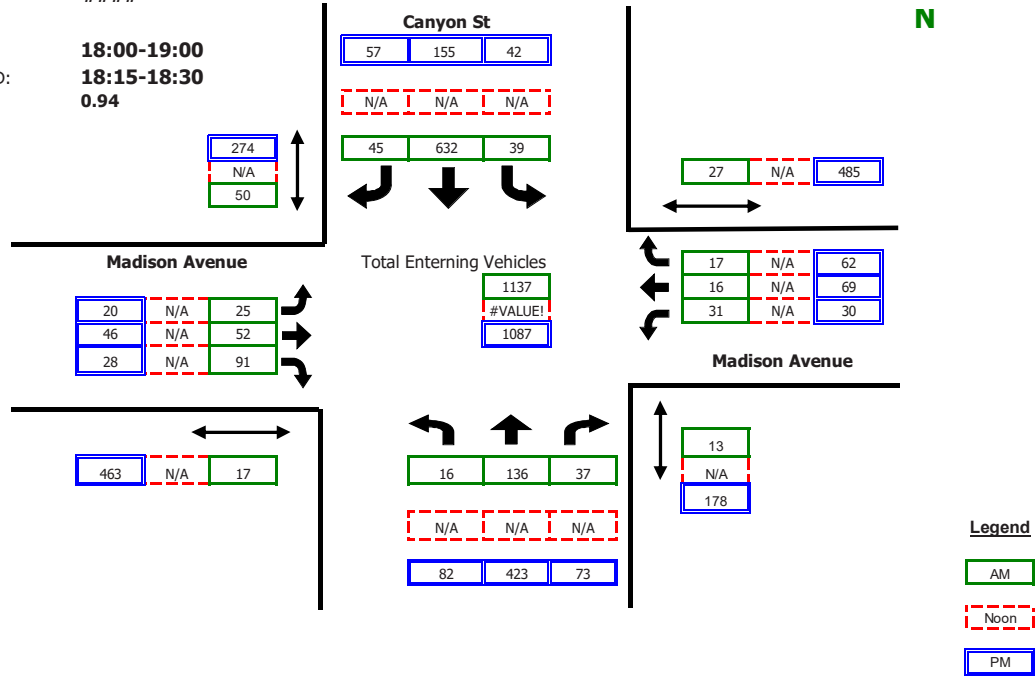 Canyon St
N
18:00-19:00
18:15-18:30
0.94
57 155 42
N/A N/A N/A
45 632 39
274
N/A
50
27 N/A 485
Madison Avenue
Total Enterning Vehicles
1137
#VALUE!
1087
17 N/A 62
16 N/A 69
31 N/A 30
20 N/A 25
46 N/A 52
28 N/A 91
Madison Avenue
463 N/A 17
16 136 37
N/A N/A N/A
82 423 73
13
N/A
178
Legend
AM
Noon
PM